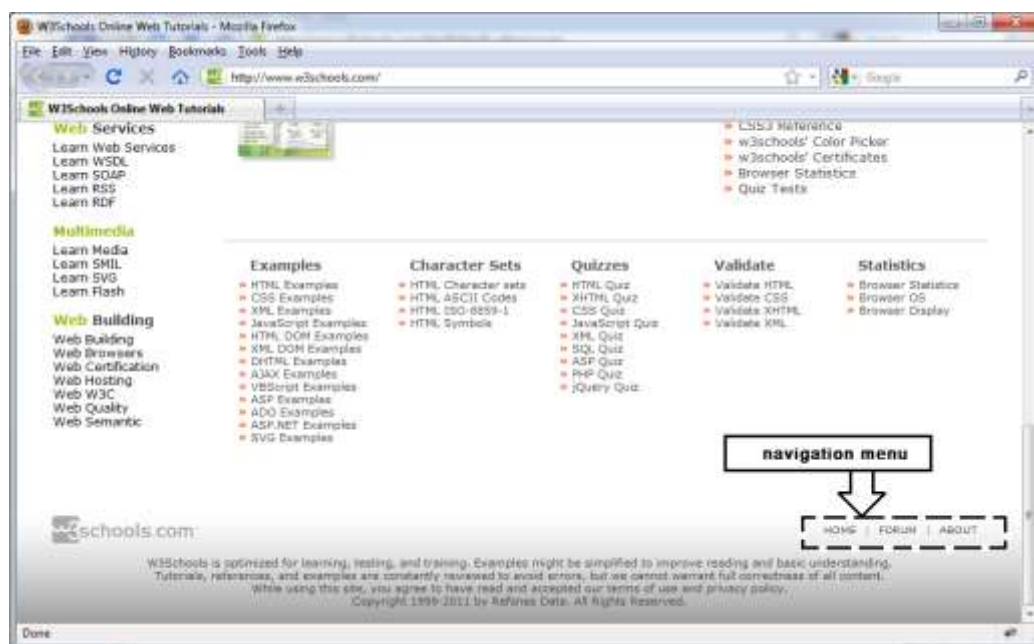 W3Schools Online Web Tutorials - Mozilla Firefox
File Edit View History Bookmarks Tools Help
http://www.w3schools.com/
Google
W3Schools Online Web Tutorials
Web Services
Learn Web Services
Learn WSDL
Learn SOAP
Learn RSS
Learn RDF
Multimedia
Learn Media
Learn SMIL
Learn SVG
Learn Flash
Web Building
Web Building
Web Browsers
Web Certification
Web Hosting
Web W3C
Web Quality
Web Semantic
» CSS3 Reference
» w3schools' Color Picker
» w3schools' Certificates
» Browser Statistics
» Quiz Tests
Examples
» HTML Examples
» CSS Examples
» XML Examples
» JavaScript Examples
» HTML DOM Examples
» XML DOM Examples
» DHTML Examples
» AJAX Examples
» VBScript Examples
» ASP Examples
» ADO Examples
» ASP.NET Examples
» SVG Examples
Character Sets
» HTML Character sets
» HTML ASCII Codes
» HTML ISO-8859-1
» HTML Symbols
Quizzes
» HTML Quiz
» XHTML Quiz
» CSS Quiz
» JavaScript Quiz
» XML Quiz
» SQL Quiz
» ASP Quiz
» PHP Quiz
» jQuery Quiz
Validate
» Validate HTML
» Validate CSS
» Validate XHTML
» Validate XML
Statistics
» Browser Statistics
» Browser OS
» Browser Display
navigation menu
w3schools.com
HOME | FORUM | ABOUT
W3Schools is optimized for learning, testing, and training. Examples might be simplified to improve reading and basic understanding.
Tutorials, references, and examples are constantly reviewed to avoid errors, but we cannot warrant full correctness of all content.
While using this site, you agree to have read and accepted our terms of use and privacy policy.
Copyright 1999-2011 by Refsnes Data. All Rights Reserved.
Done